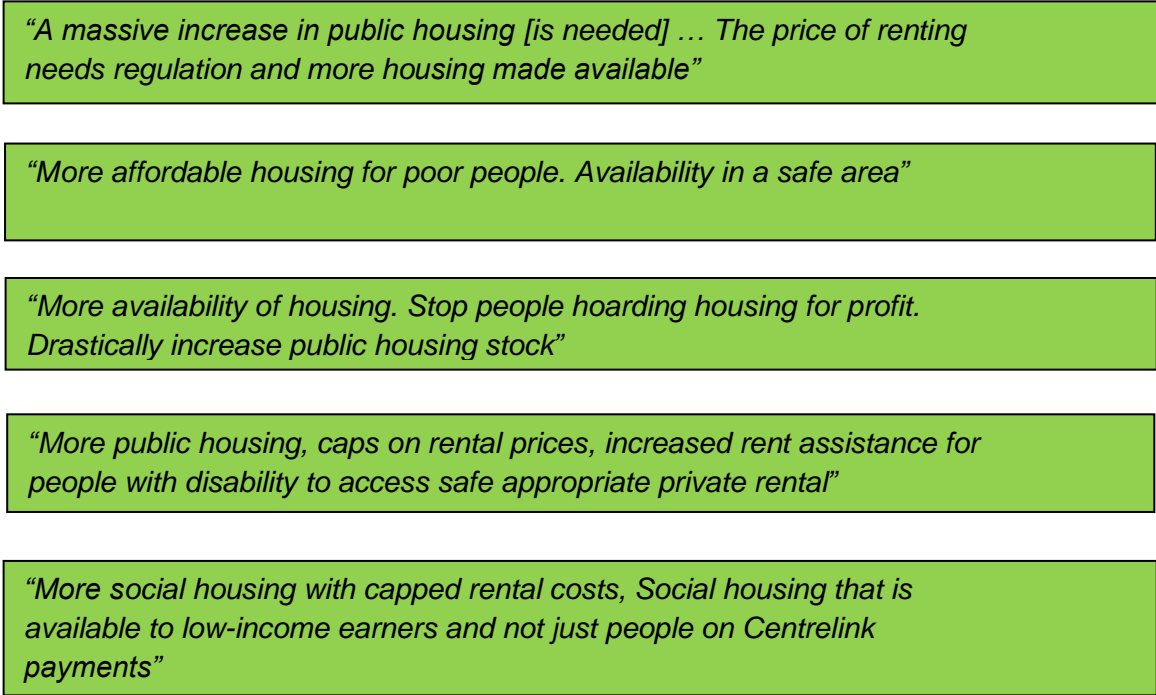 “A massive increase in public housing [is needed] … The price of renting
needs regulation and more housing made available”
“More affordable housing for poor people. Availability in a safe area”
“More availability of housing. Stop people hoarding housing for profit.
Drastically increase public housing stock”
“More public housing, caps on rental prices, increased rent assistance for
people with disability to access safe appropriate private rental”
“More social housing with capped rental costs, Social housing that is
available to low-income earners and not just people on Centrelink
payments”